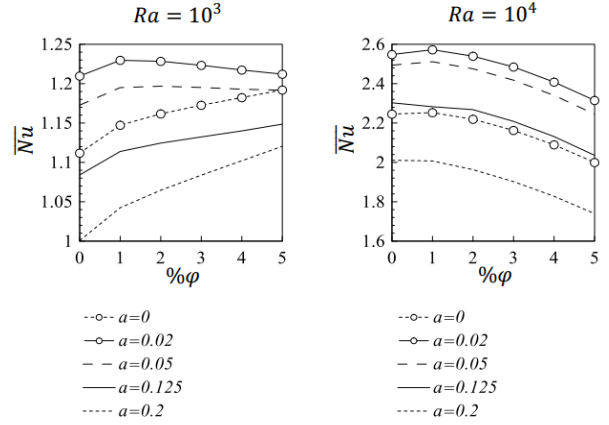 Ra = 10³
1.25
1.2
1.15
1.1
1.05
1
Nu
0 1 2 3 4 5
%φ
a=0
a=0.02
a=0.05
a=0.125
a=0.2
Ra = 10⁴
2.6
2.4
2.2
2
1.8
1.6
Nu
0 1 2 3 4 5
%φ
a=0
a=0.02
a=0.05
a=0.125
a=0.2